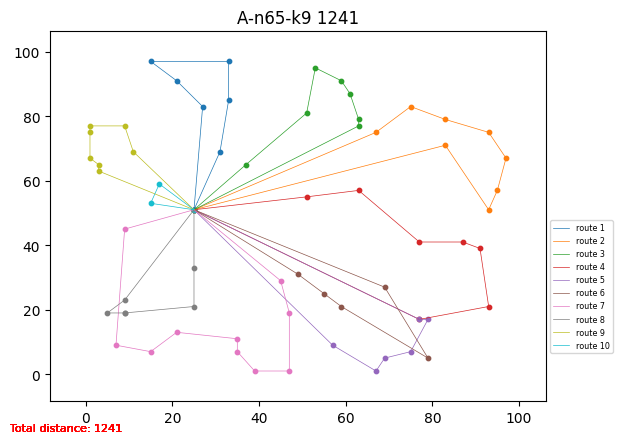 A-n65-k9 1241
100
80
60
40
20
0
0 20 40 60 80 100
route 1
route 2
route 3
route 4
route 5
route 6
route 7
route 8
route 9
route 10
Total distance: 1241